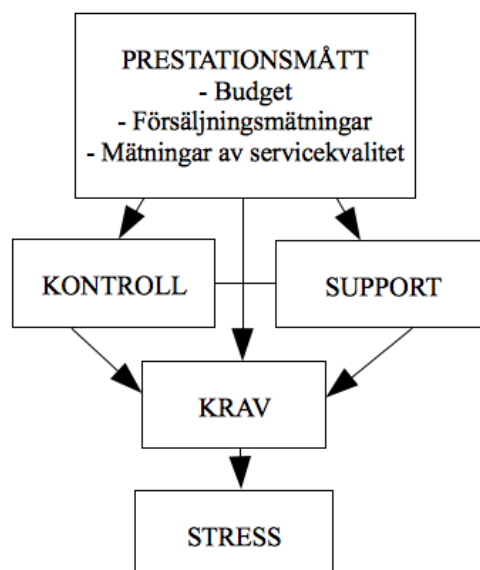 PRESTATIONSMÅTT
- Budget
- Försäljningsmätningar
- Mätningar av servicekvalitet
KONTROLL
SUPPORT
KRAV
STRESS